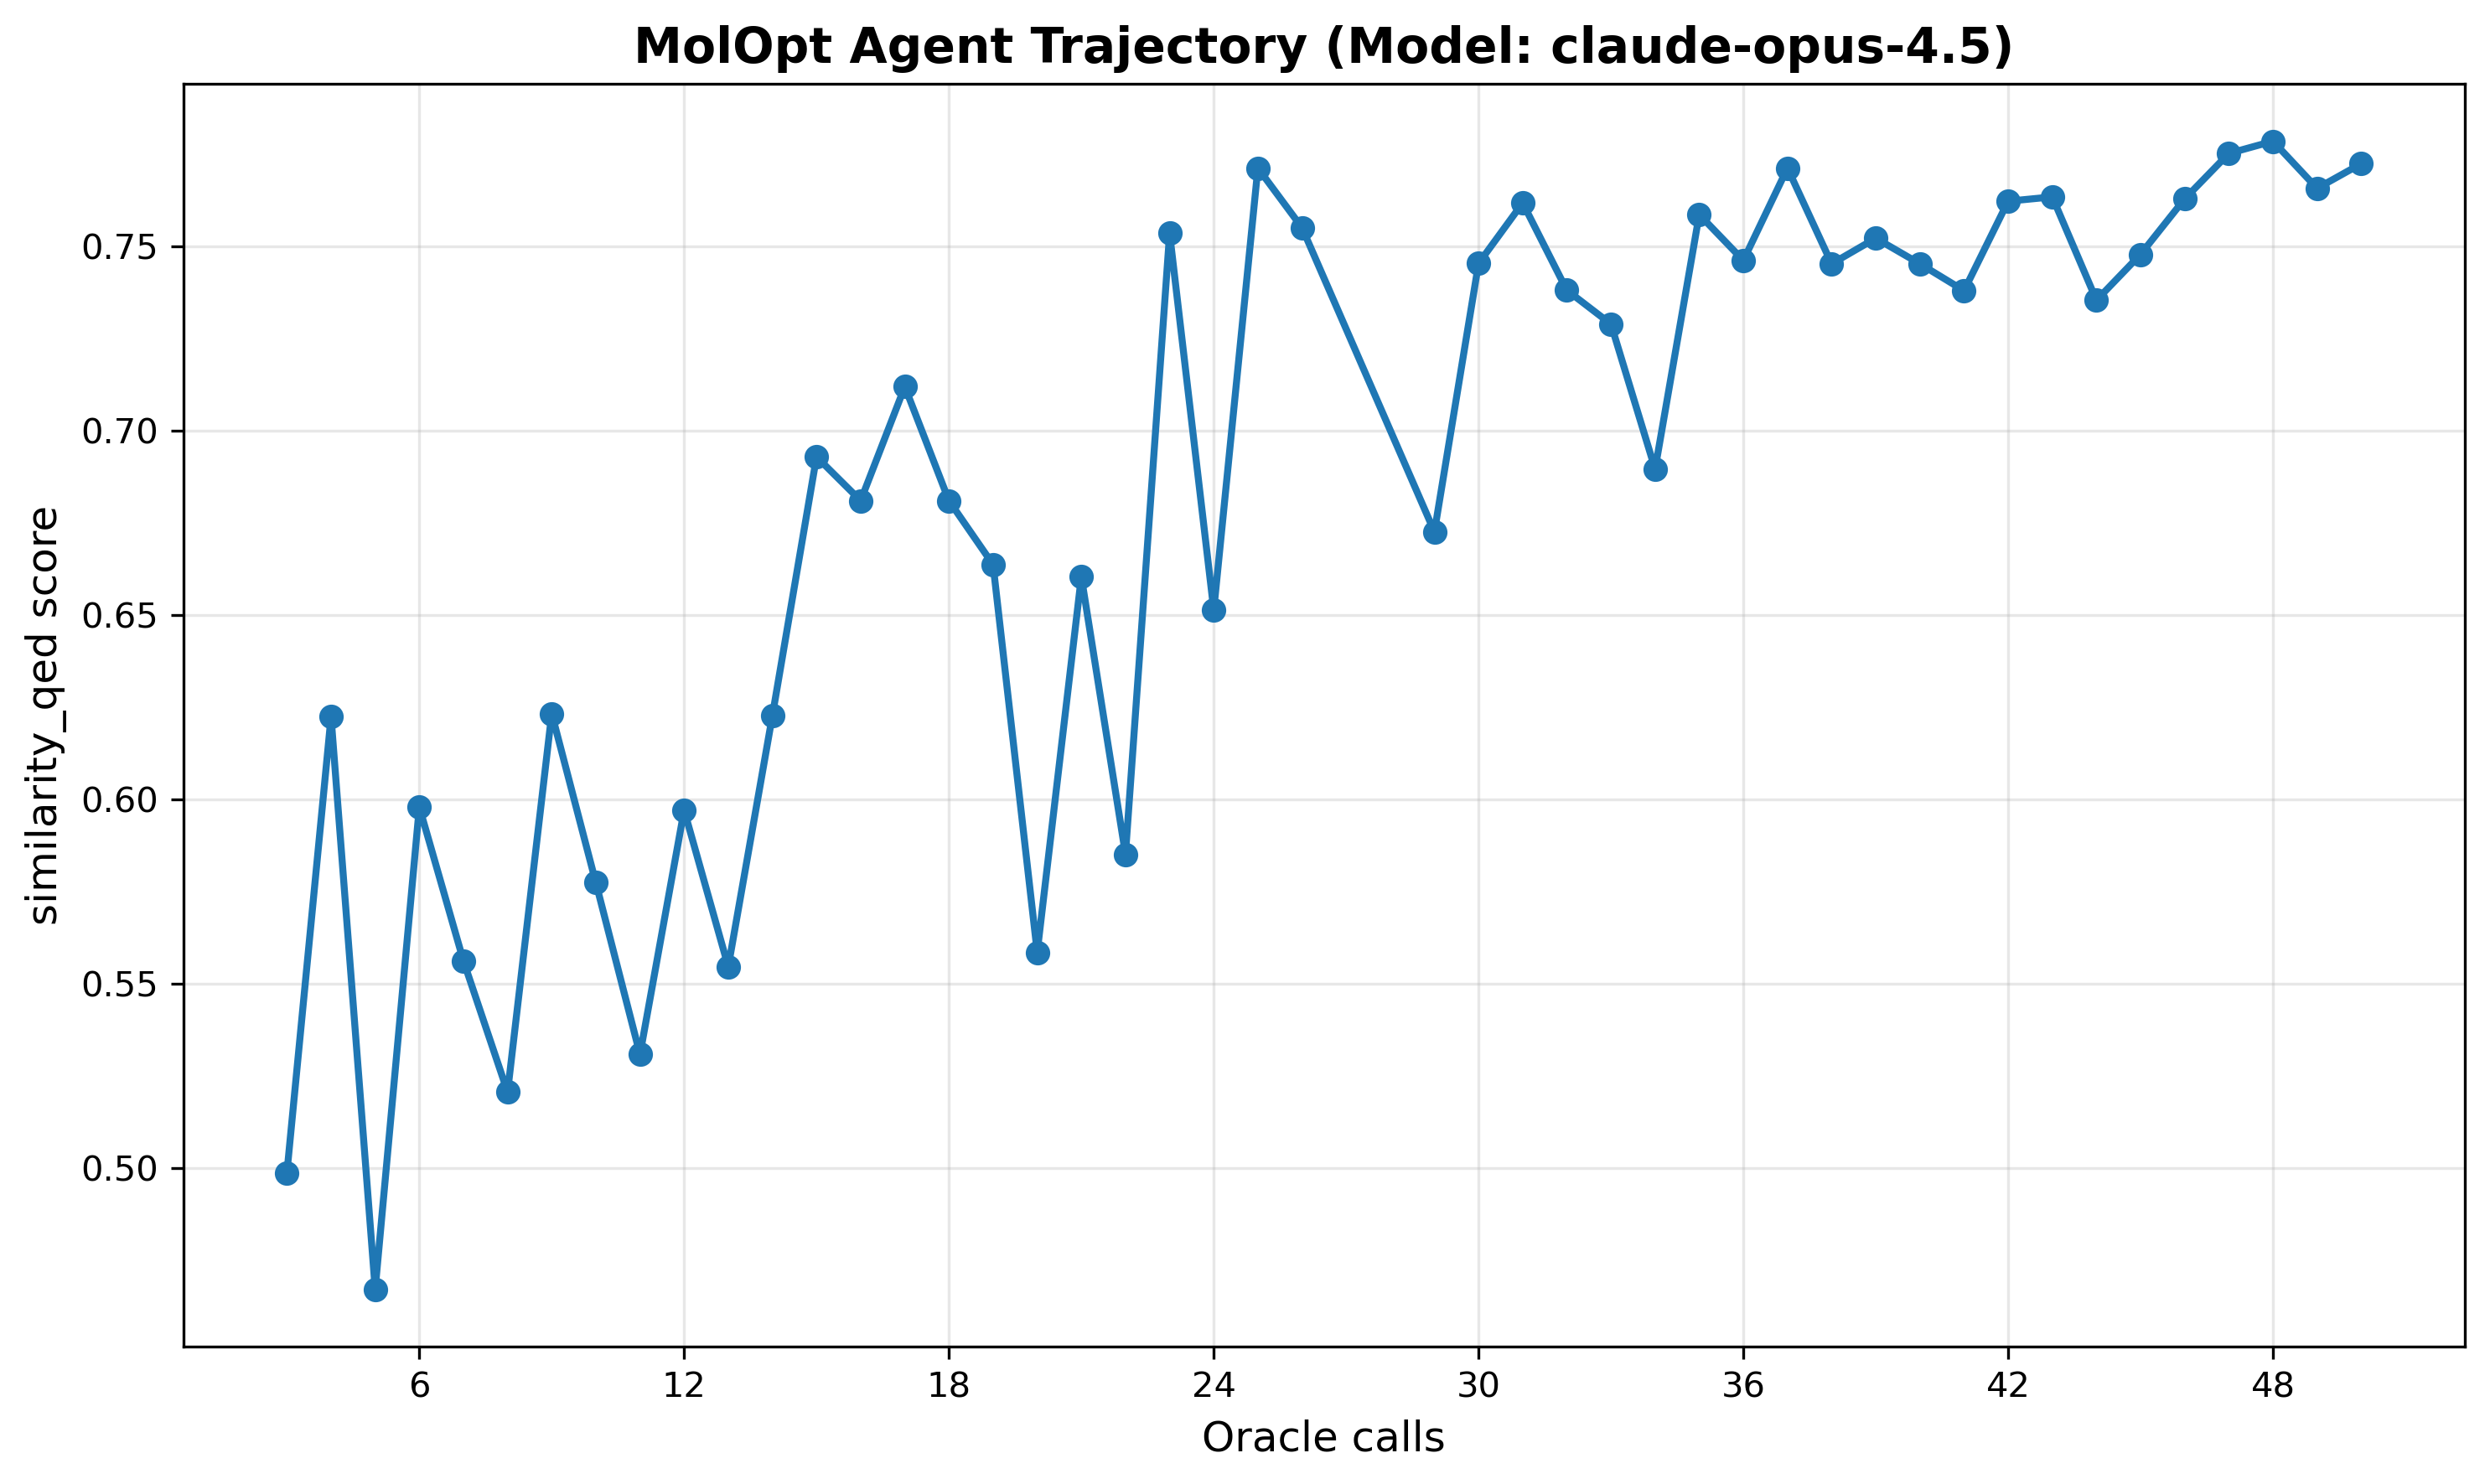 MolOpt Agent Trajectory (Model: claude-opus-4.5)
similarity_qed score
0.75
0.70
0.65
0.60
0.55
0.50
6 12 18 24 30 36 42 48
Oracle calls